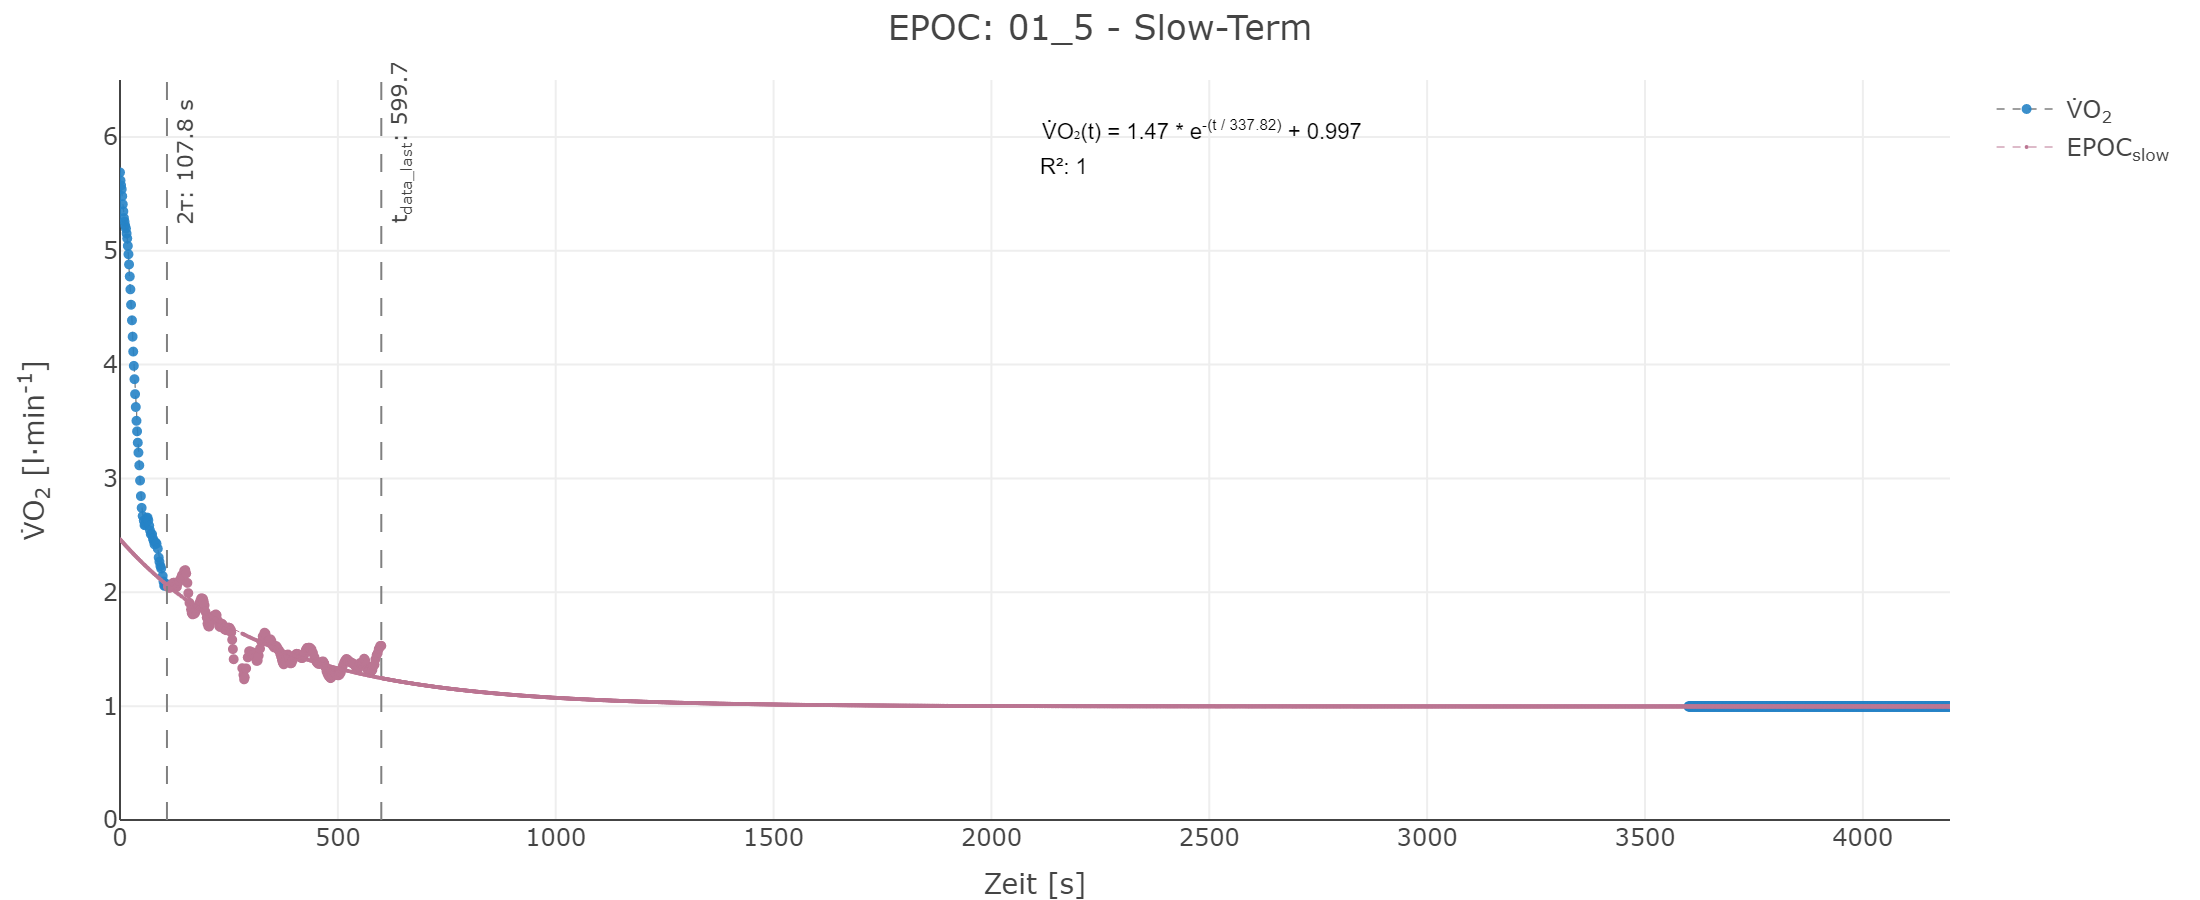 EPOC: 01_5 - Slow-Term
2τ: 107.8 s
t_data_last: 599.7
V̇O₂(t) = 1.47 * e^-(t / 337.82) + 0.997
R²: 1
V̇O₂
EPOC_slow
V̇O₂ [l·min⁻¹]
6
5
4
3
2
1
0
0 500 1000 1500 2000 2500 3000 3500 4000
Zeit [s]